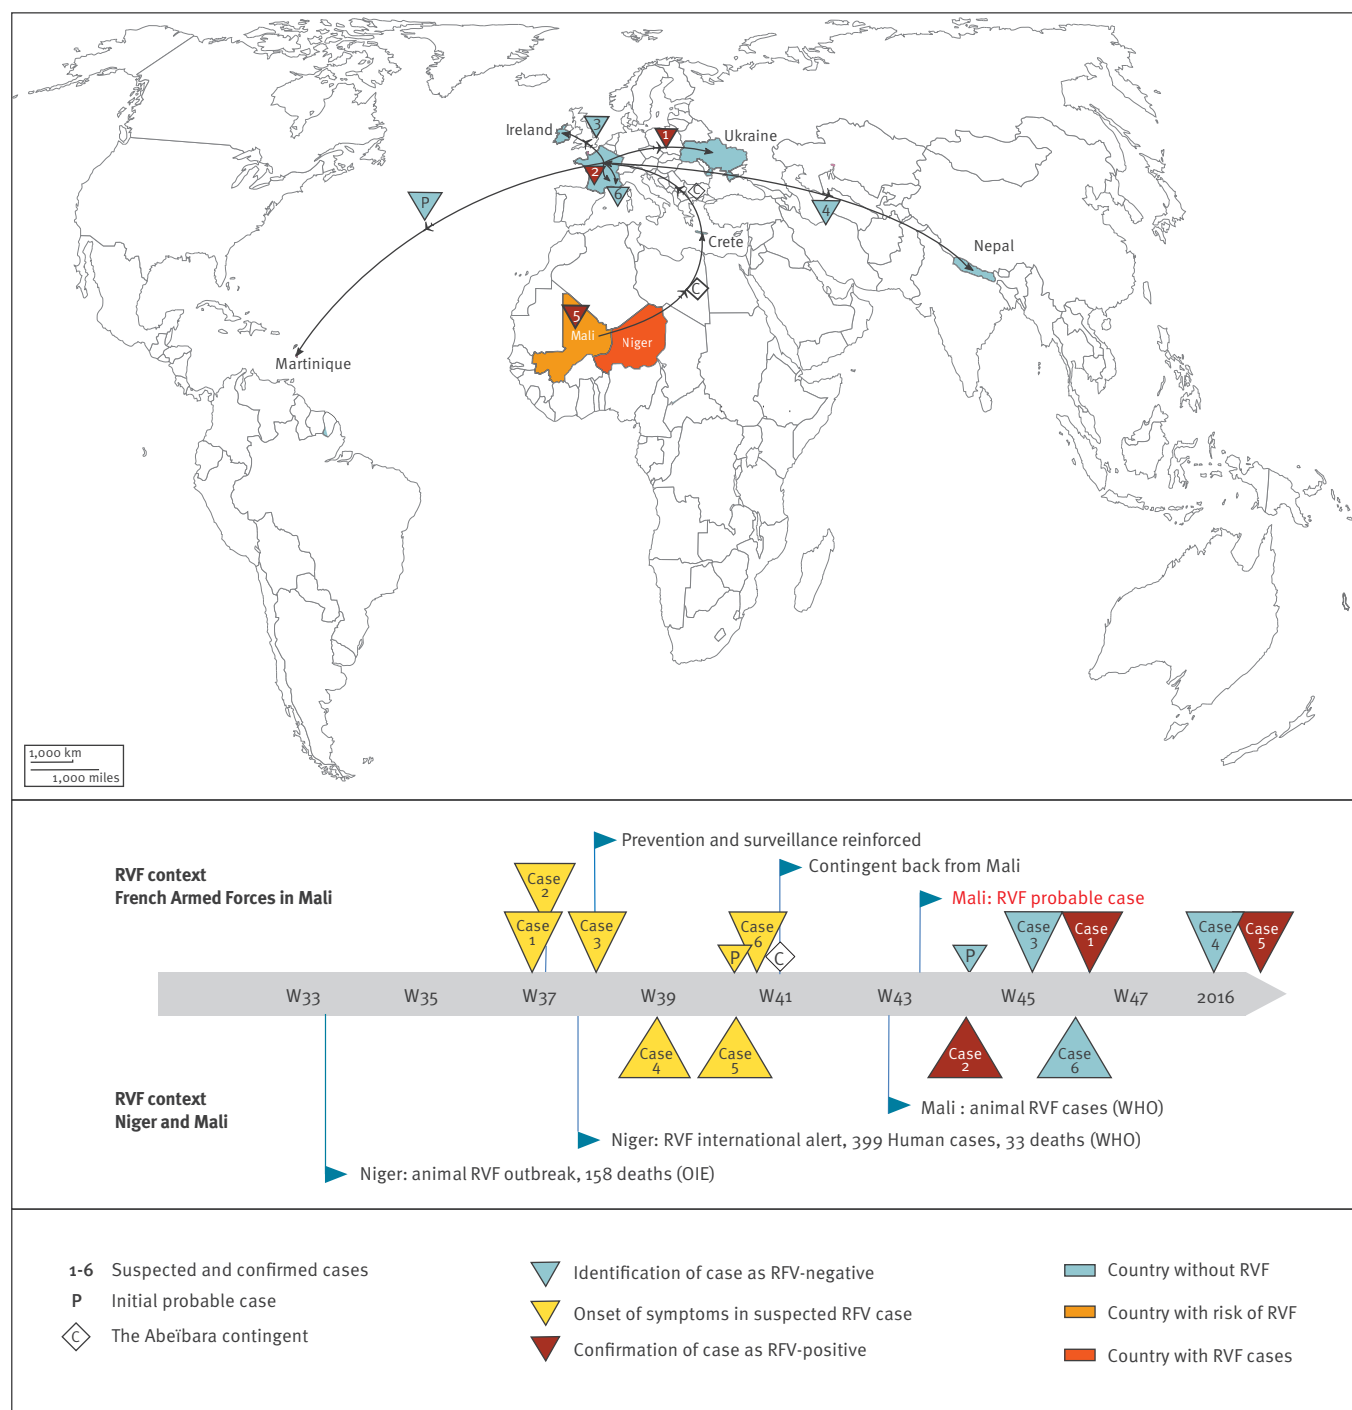 Ireland
3
1
Ukraine
2
6
C
P
4
Crete
Nepal
C
5
Mali
Niger
Martinique
1,000 km
1,000 miles
Prevention and surveillance reinforced
RVF context
French Armed Forces in Mali
Contingent back from Mali
Mali: RVF probable case
Case
2
Case
1
Case
3
Case
6
P
C
P
Case
3
Case
1
Case
4
Case
5
W33
W35
W37
W39
W41
W43
W45
W47
2016
Case
4
Case
5
Case
2
Case
6
RVF context
Niger and Mali
Mali : animal RVF cases (WHO)
Niger: RVF international alert, 399 Human cases, 33 deaths (WHO)
Niger: animal RVF outbreak, 158 deaths (OIE)
1-6 Suspected and confirmed cases
P Initial probable case
C The Abeïbara contingent
Identification of case as RFV-negative
Onset of symptoms in suspected RFV case
Confirmation of case as RFV-positive
Country without RVF
Country with risk of RVF
Country with RVF cases